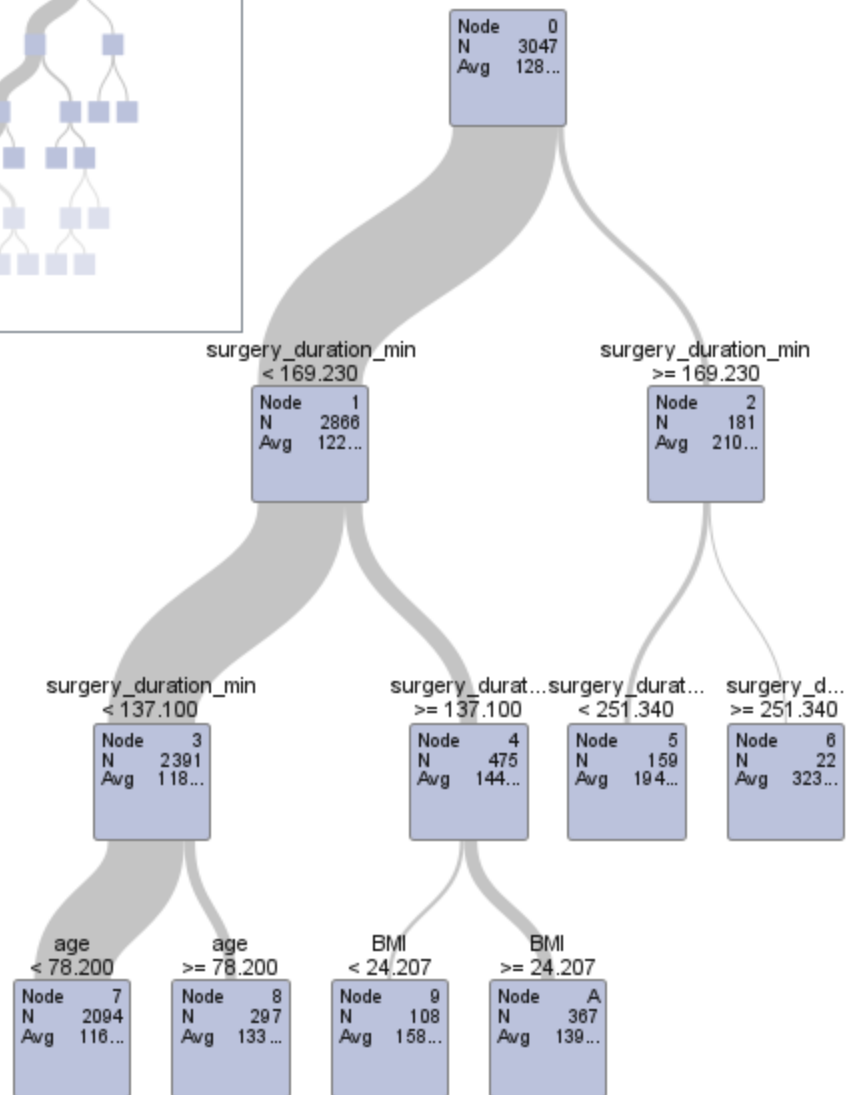 Node 0
N 3047
Avg 128...
surgery_duration_min
< 169.230
Node 1
N 2866
Avg 122...
surgery_duration_min
>= 169.230
Node 2
N 181
Avg 210...
surgery_duration_min
< 137.100
Node 3
N 2391
Avg 118...
surgery_durat...
>= 137.100
Node 4
N 475
Avg 144...
surgery_durat...
< 251.340
Node 5
N 159
Avg 194...
surgery_d...
>= 251.340
Node 6
N 22
Avg 323...
age
< 78.200
Node 7
N 2094
Avg 116...
age
>= 78.200
Node 8
N 297
Avg 133...
BMI
< 24.207
Node 9
N 108
Avg 158...
BMI
>= 24.207
Node A
N 367
Avg 139...